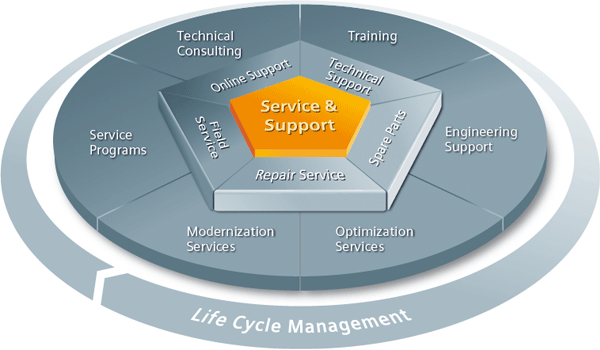 Technical
Consulting
Training
Online Support
Technical
Support
Service &
Support
Field
Service
Spare Parts
Service
Programs
Engineering
Support
Repair Service
Modernization
Services
Optimization
Services
Life Cycle Management